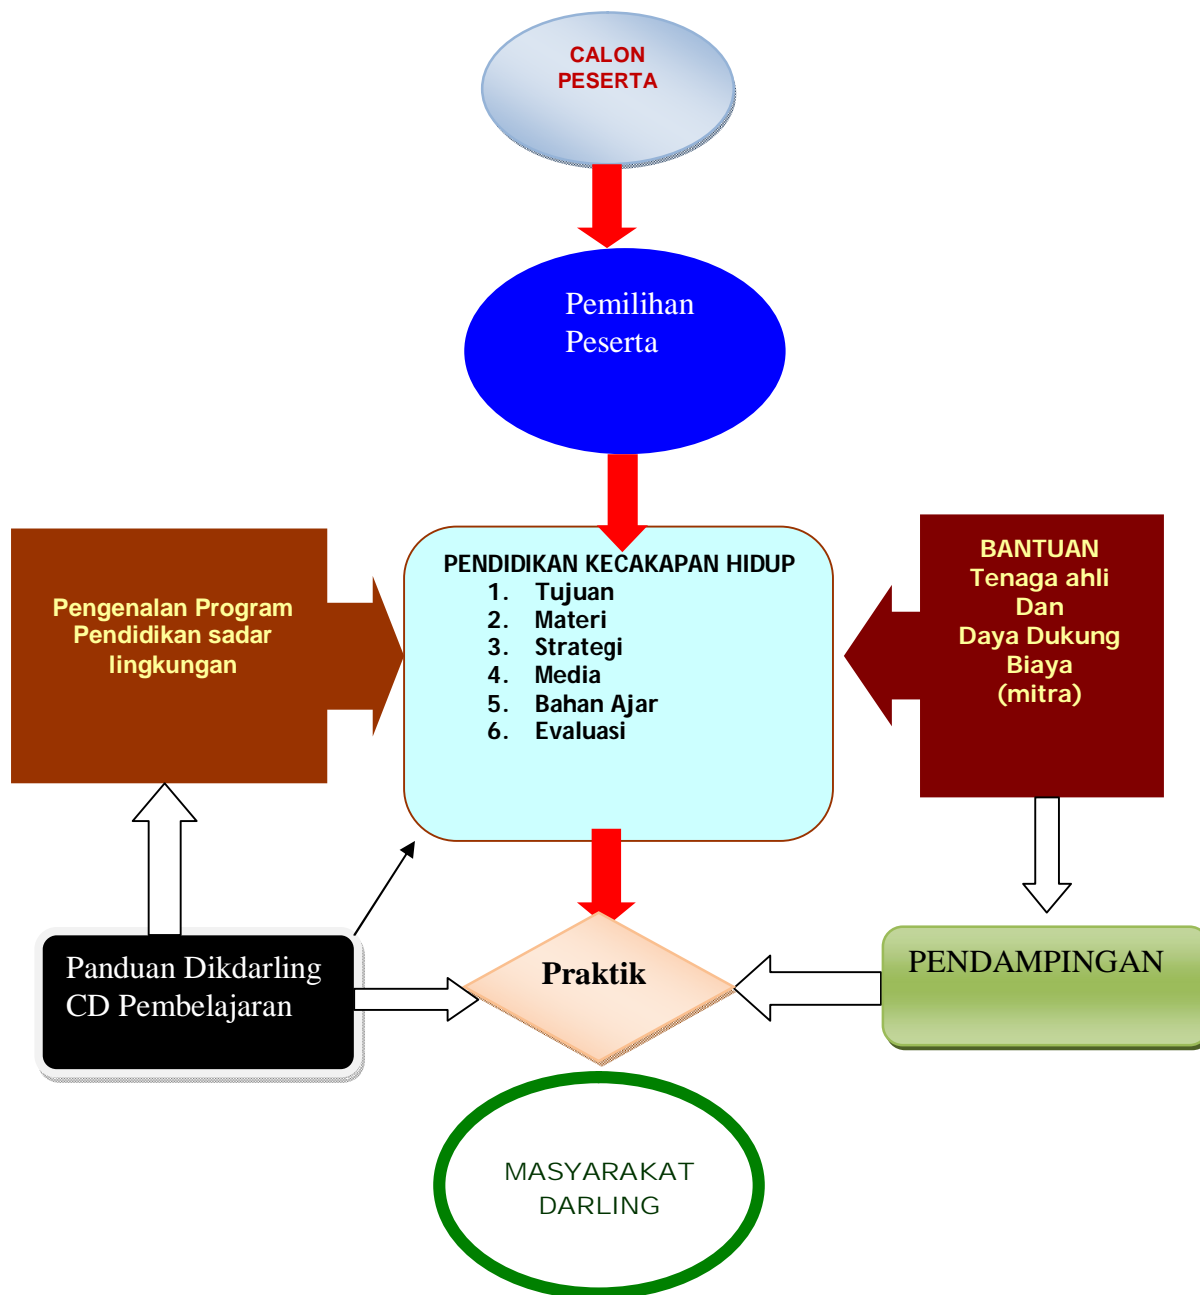 CALON
PESERTA
Pemilihan
Peserta
Pengenalan Program
Pendidikan sadar
lingkungan
PENDIDIKAN KECAKAPAN HIDUP
1. Tujuan
2. Materi
3. Strategi
4. Media
5. Bahan Ajar
6. Evaluasi
BANTUAN
Tenaga ahli
Dan
Daya Dukung
Biaya
(mitra)
Panduan Dikdarling
CD Pembelajaran
Praktik
PENDAMPINGAN
MASYARAKAT
DARLING